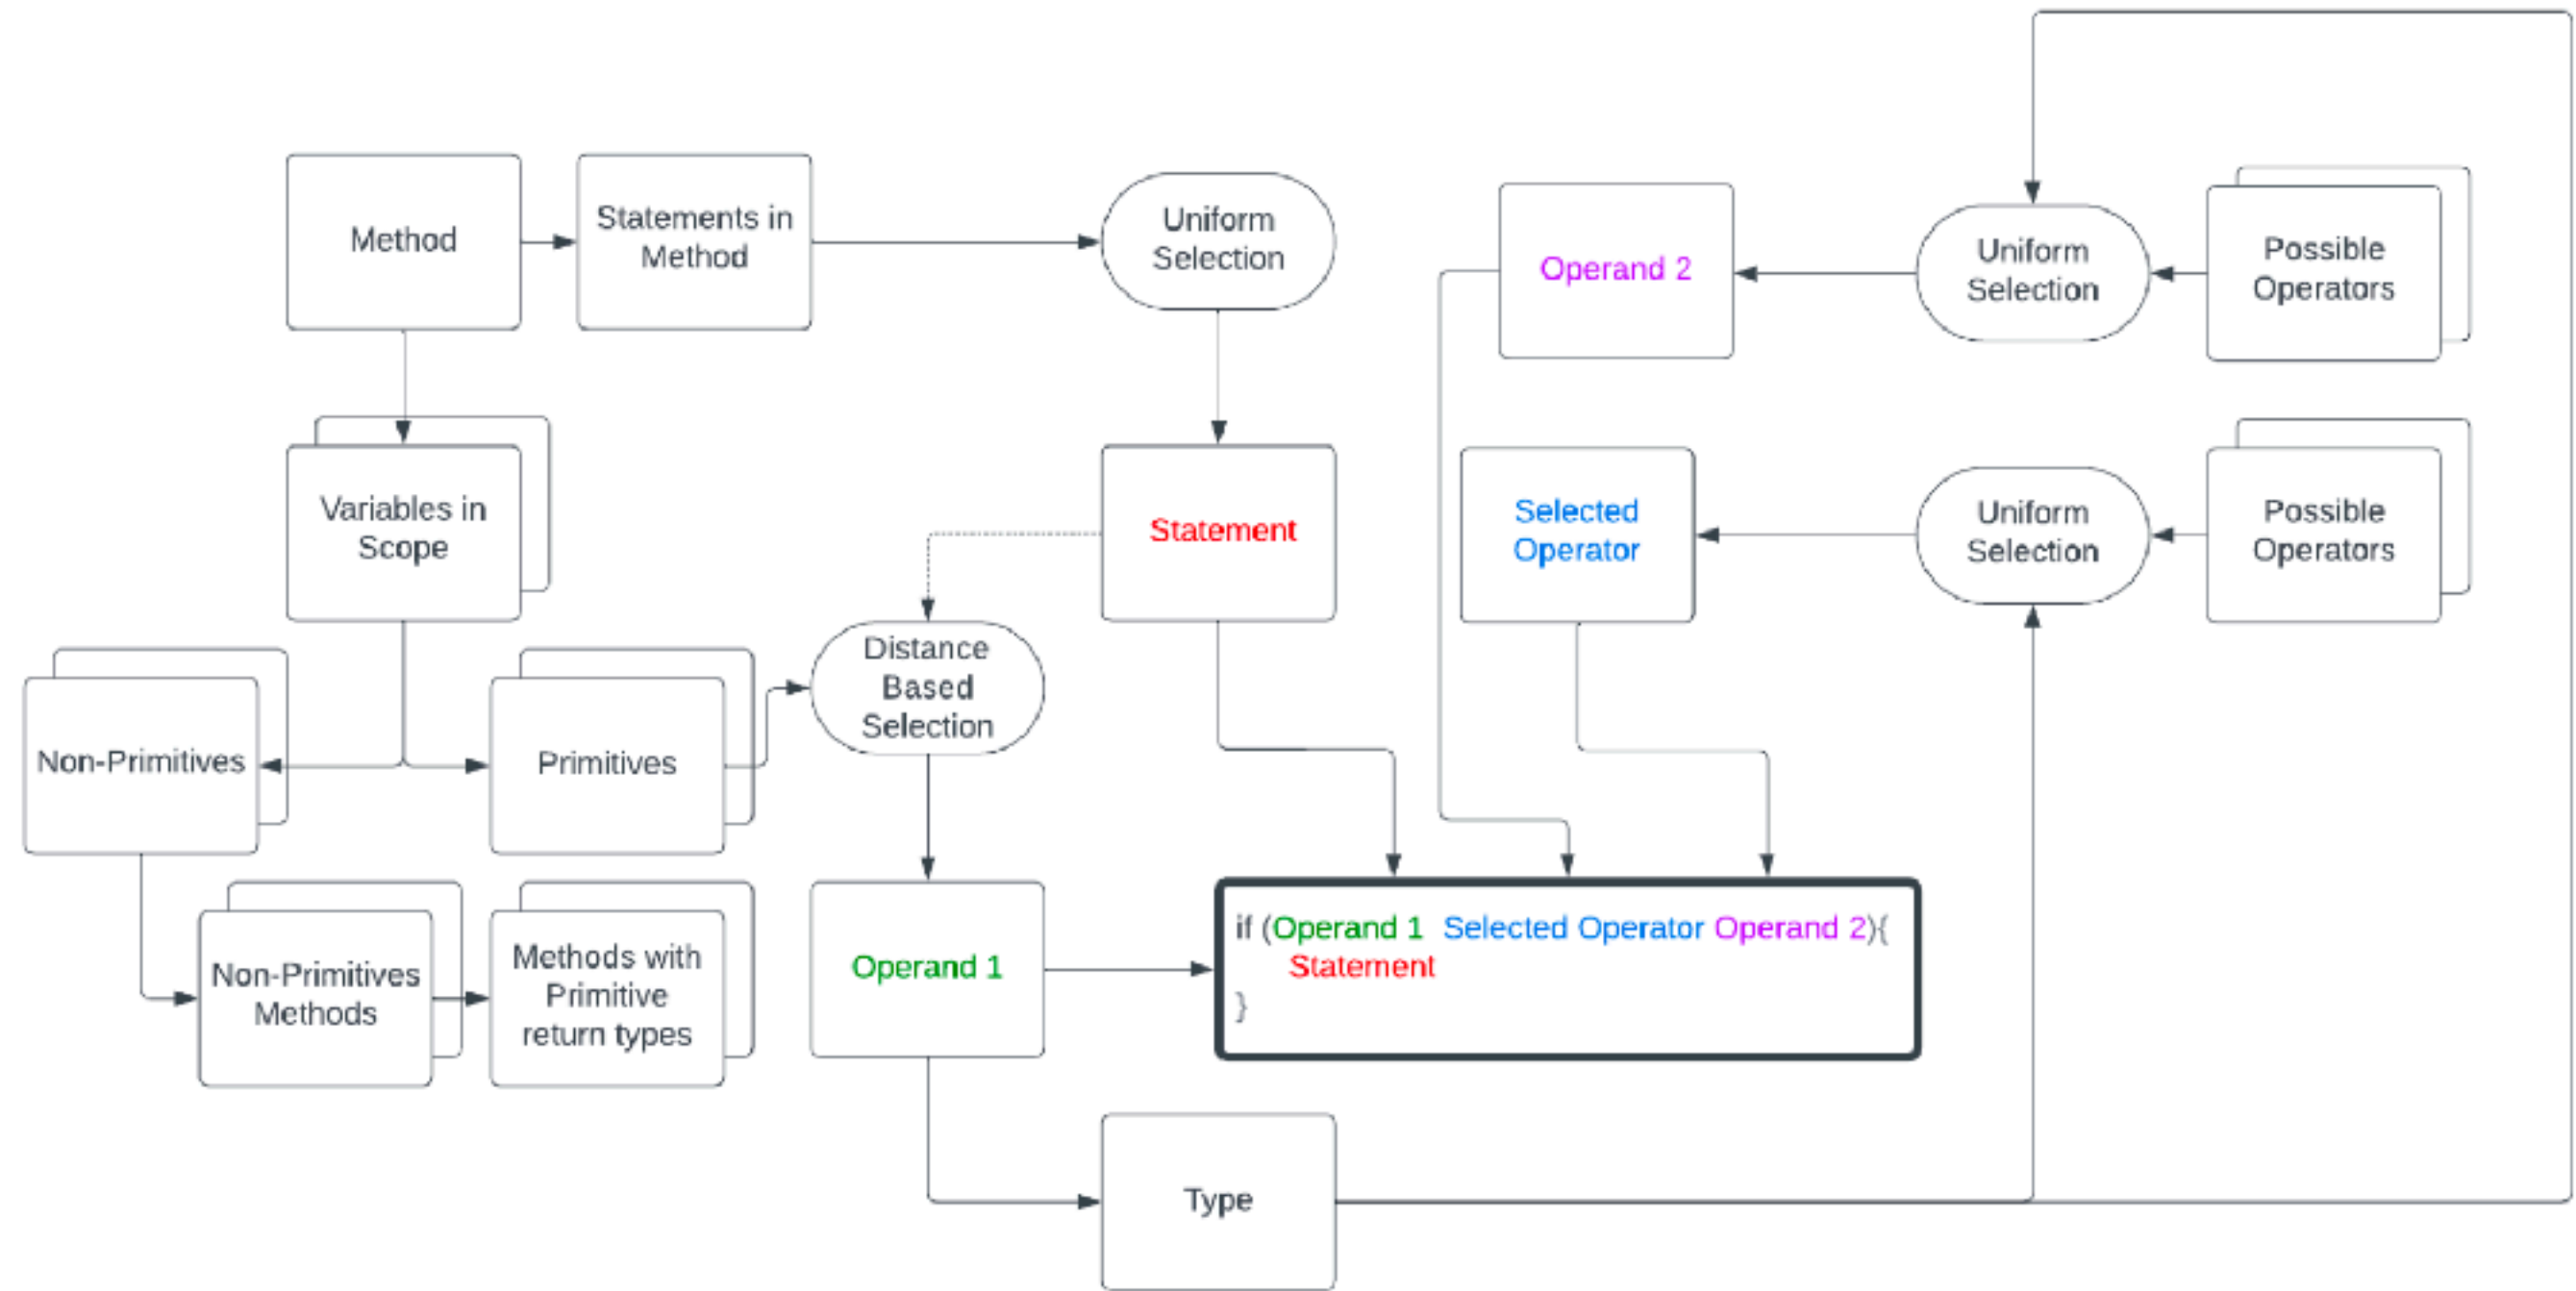 Method
Statements in
Method
Uniform
Selection
Operand 2
Uniform
Selection
Possible
Operators
Variables in
Scope
Statement
Selected
Operator
Uniform
Selection
Possible
Operators
Non-Primitives
Primitives
Distance
Based
Selection
Non-Primitives
Methods
Methods with
Primitive
return types
Operand 1
if (Operand 1 Selected Operator Operand 2){
Statement
}
Type